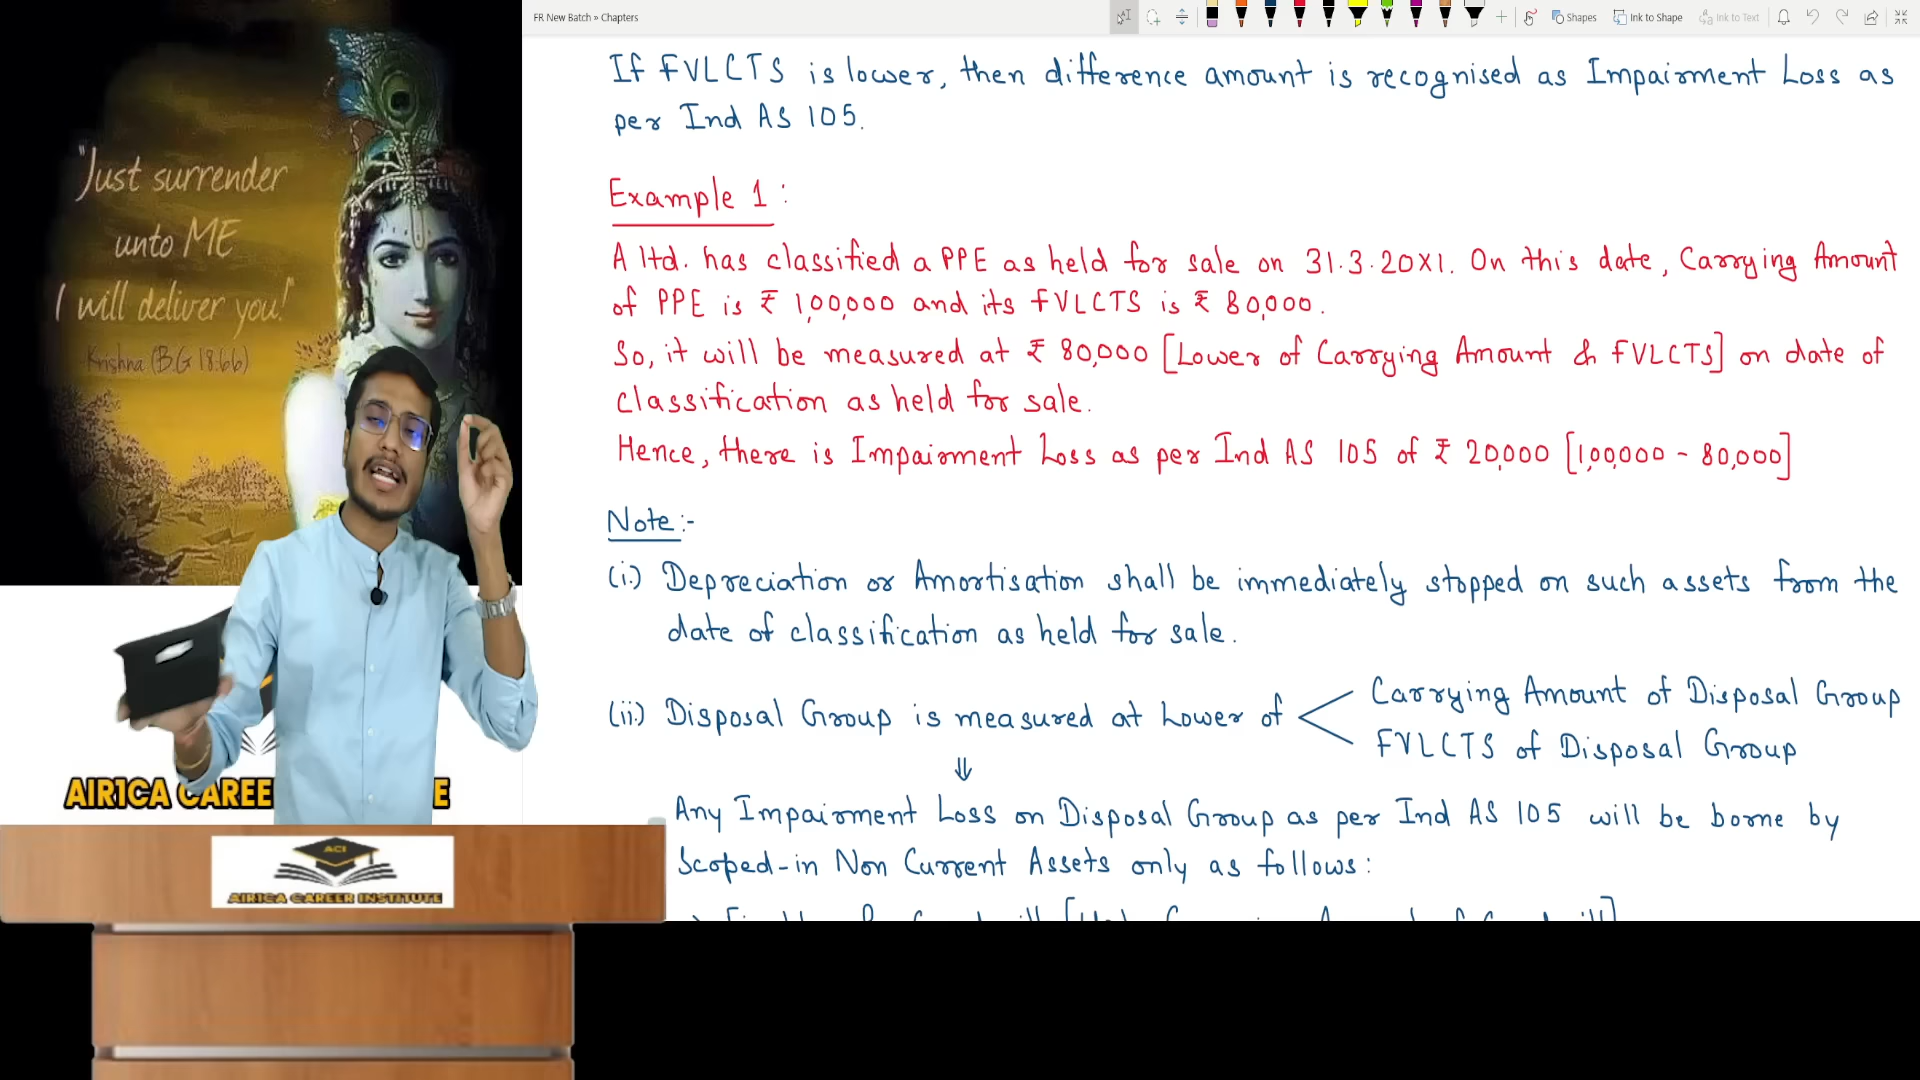 FR New Batch » Chapters
Shapes
Ink to Shape
Ink to Text
If FVLCTS is lower, then difference amount is recognised as Impairment Loss as
per Ind AS 105.
Example 1:
A ltd. has classified a PPE as held for sale on 31.3.20X1. On this date, Carrying Amount
of PPE is ₹ 1,00,000 and its FVLCTS is ₹ 80,000.
So, it will be measured at ₹ 80,000 [Lower of Carrying Amount & FVLCTS] on date of
classification as held for sale.
Hence, there is Impairment Loss as per Ind AS 105 of ₹ 20,000 [1,00,000 - 80,000]
Note:-
(i.) Depreciation or Amortisation shall be immediately stopped on such assets from the
date of classification as held for sale.
(ii.) Disposal Group is measured at Lower of
Carrying Amount of Disposal Group
FVLCTS of Disposal Group
⇓
Any Impairment Loss on Disposal Group as per Ind AS 105 will be borne by
Scoped-in Non Current Assets only as follows:
"Just surrender
unto ME
I will deliver you!"
Krishna (B.G 18:66)
AIR1CA CAREE
E
ACI
AIR1CA CAREER INSTITUTE